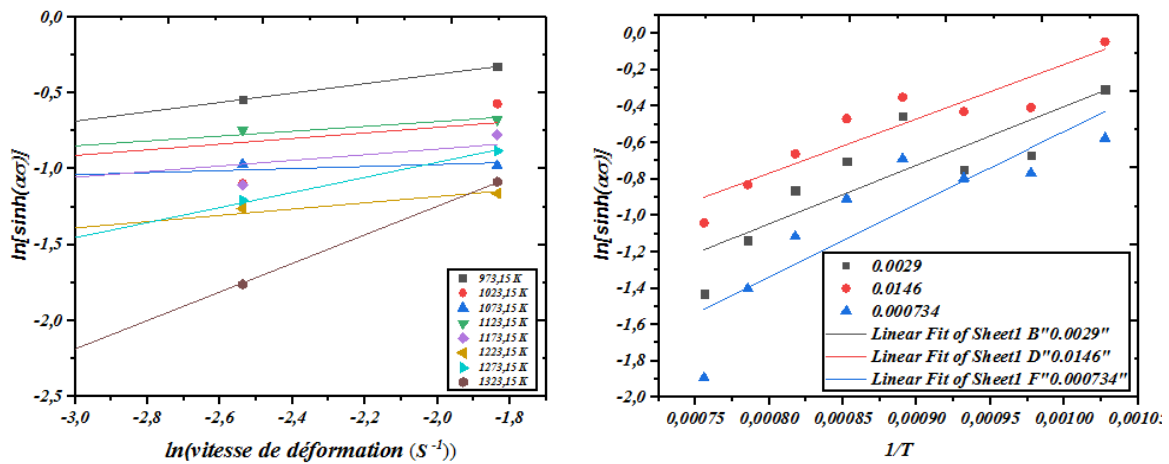 0,0
-0,5
-1,0
-1,5
-2,0
-2,5
-3,0 -2,8 -2,6 -2,4 -2,2 -2,0 -1,8
ln[sinh(ασ)]
ln(vitesse de déformation (S⁻¹))
973,15 K
1023,15 K
1073,15 K
1123,15 K
1173,15 K
1223,15 K
1273,15 K
1323,15 K
0,0
-0,2
-0,4
-0,6
-0,8
-1,0
-1,2
-1,4
-1,6
-1,8
-2,0
0,00075 0,00080 0,00085 0,00090 0,00095 0,00100 0,00105
ln[sinh(ασ)]
1/T
0.0029
0.0146
0.000734
Linear Fit of Sheet1 B"0.0029"
Linear Fit of Sheet1 D"0.0146"
Linear Fit of Sheet1 F"0.000734"